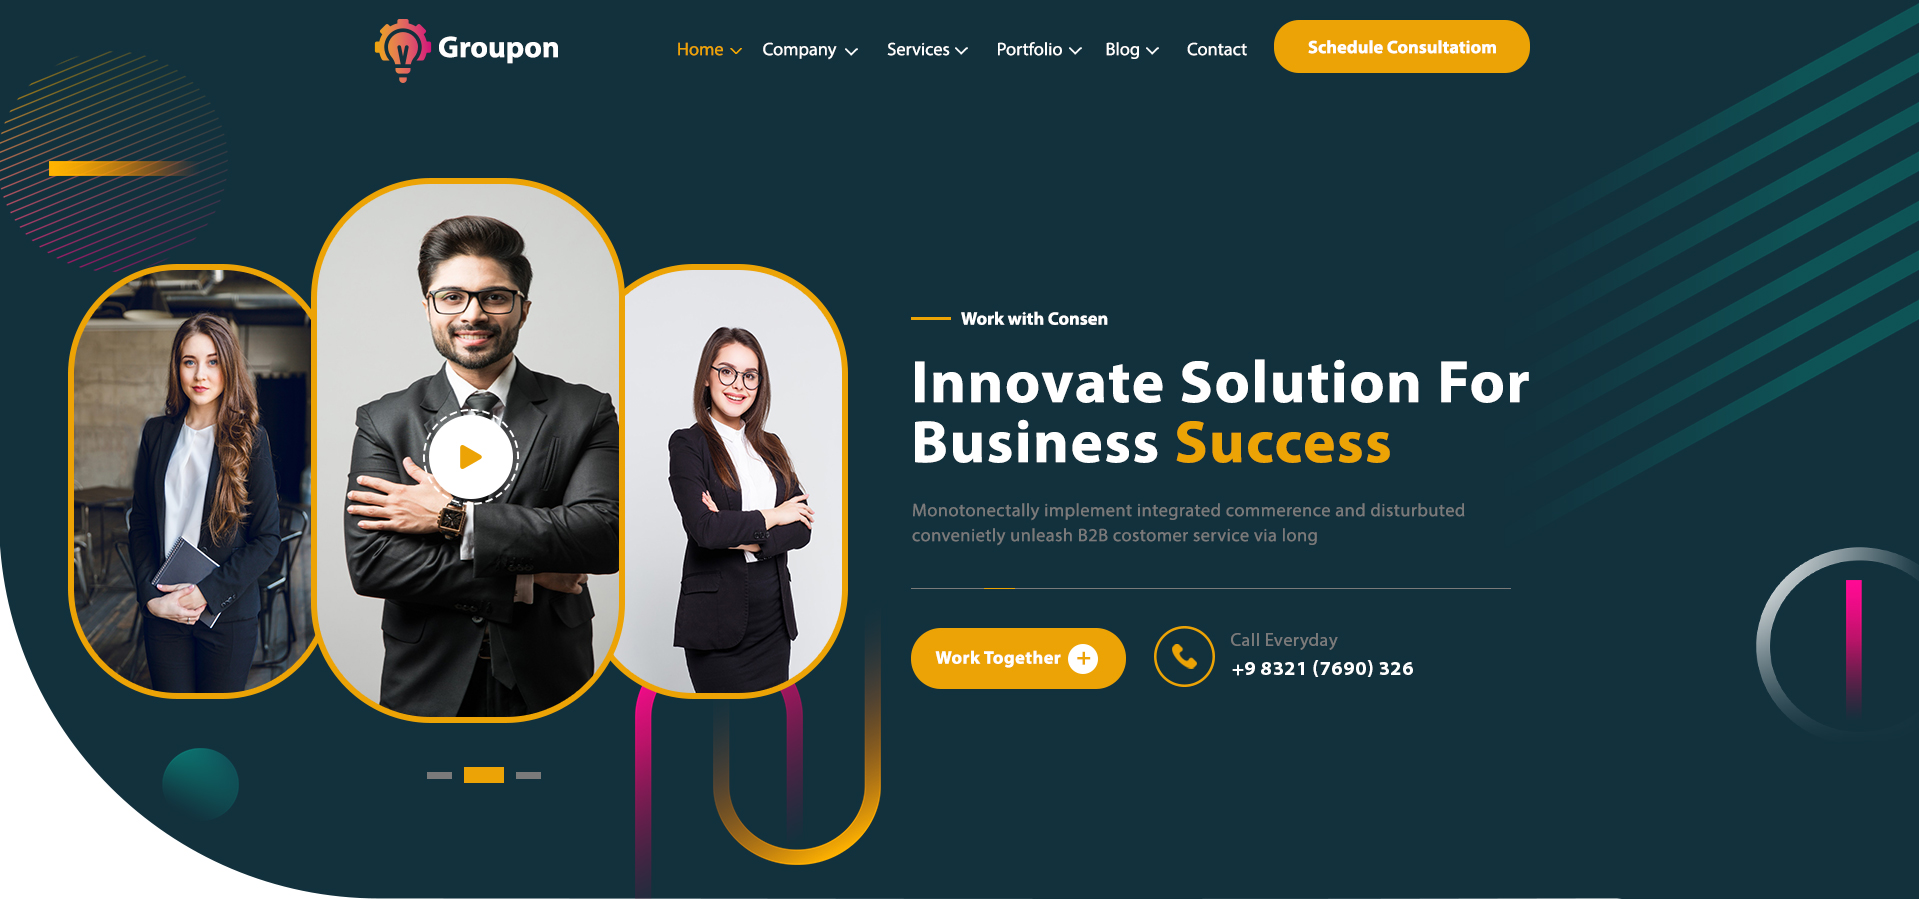 Groupon
Home
Company
Services
Portfolio
Blog
Contact
Schedule Consultatiom
Work with Consen
Innovate Solution For
Business Success
Monotonectally implement integrated commerence and disturbuted
convenietly unleash B2B costomer service via long
Work Together
Call Everyday
+9 8321 (7690) 326